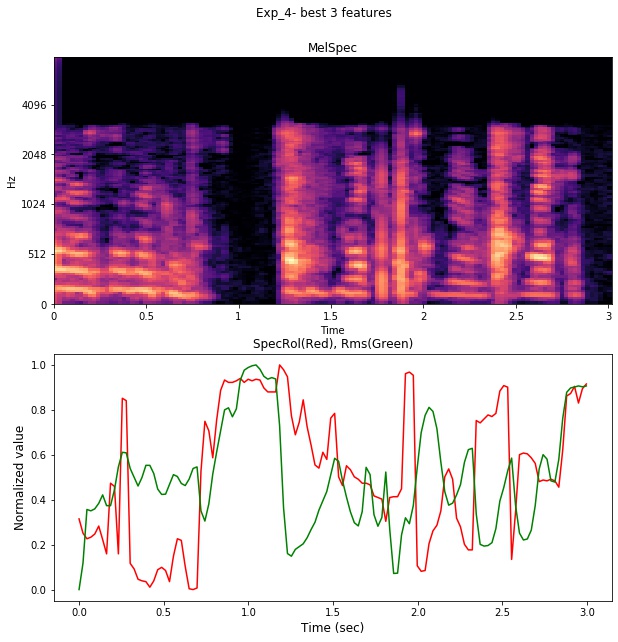 Exp_4- best 3 features
MelSpec
4096
2048
1024
512
0
Hz
0 0.5 1 1.5 2 2.5 3
Time
SpecRol(Red), Rms(Green)
1.0
0.8
0.6
0.4
0.2
0.0
Normalized value
0.0 0.5 1.0 1.5 2.0 2.5 3.0
Time (sec)